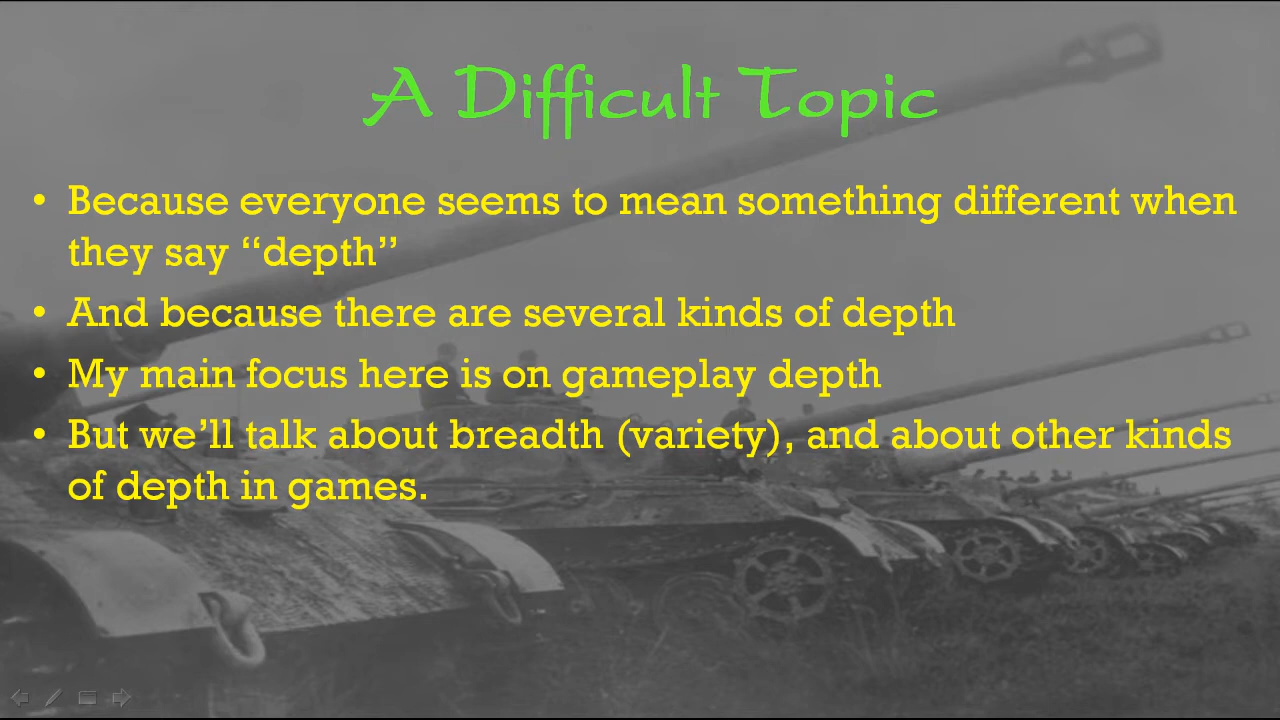 A Difficult Topic
• Because everyone seems to mean something different when
they say “depth”
• And because there are several kinds of depth
• My main focus here is on gameplay depth
• But we’ll talk about breadth (variety), and about other kinds
of depth in games.